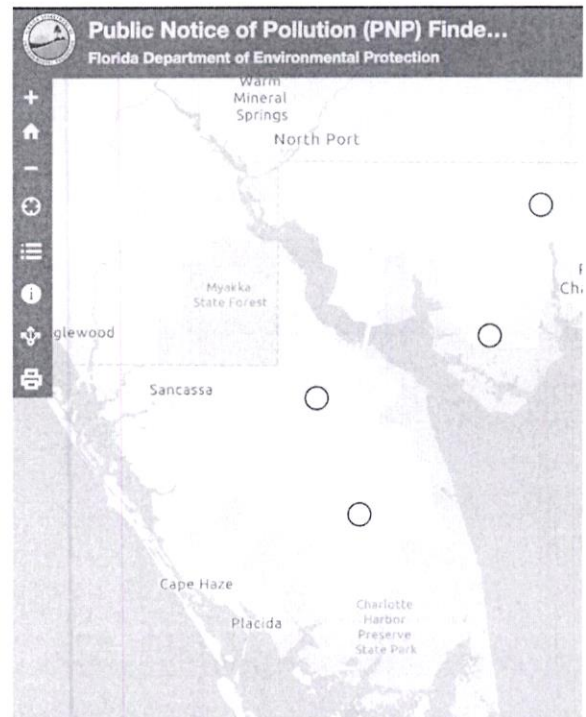 Public Notice of Pollution (PNP) Finde...
Florida Department of Environmental Protection
Warm
Mineral
Springs
North Port
Myakka
State Forest
glewood
Sancassa
Cha
Cape Haze
Placida
Charlotte
Harbor
Preserve
State Park